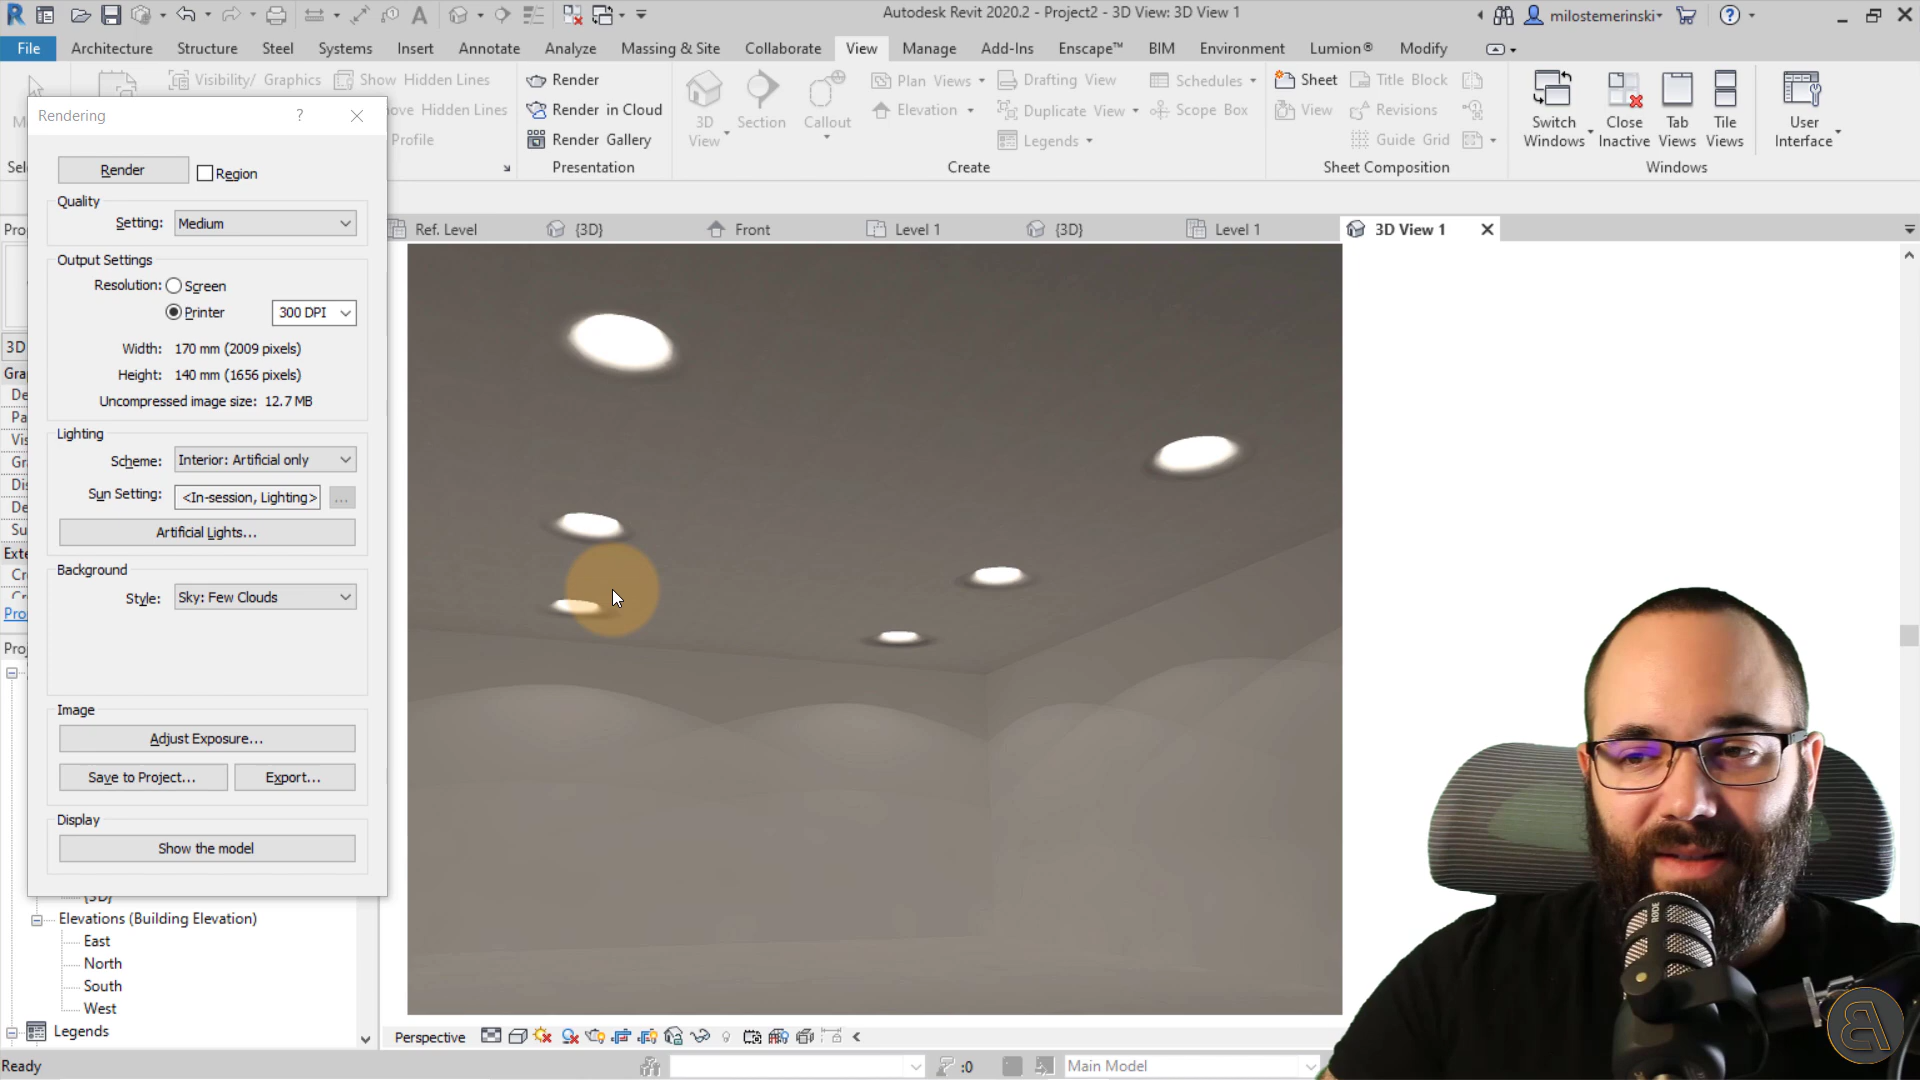 Autodesk Revit 2020.2 - Project2 - 3D View: 3D View 1
milostemerinski
File Architecture Structure Steel Systems Insert Annotate Analyze Massing & Site Collaborate View Manage Add-Ins Enscape™ BIM Environment Lumion® Modify
Visibility/ Graphics Show Hidden Lines Render Plan Views Drafting View Schedules Sheet Title Block
Hidden Lines Render in Cloud Elevation Duplicate View Scope Box View Revisions
Profile Render Gallery 3D View Section Callout Legends Guide Grid Switch Windows Close Inactive Tab Views Tile Views User Interface
Presentation Create Sheet Composition Windows
Ref. Level {3D} Front Level 1 {3D} Level 1 3D View 1
Rendering ?
Render Region
Quality
Setting: Medium
Output Settings
Resolution: Screen
Printer 300 DPI
Width: 170 mm (2009 pixels)
Height: 140 mm (1656 pixels)
Uncompressed image size: 12.7 MB
Lighting
Scheme: Interior: Artificial only
Sun Setting: <In-session, Lighting> ...
Artificial Lights...
Background
Style: Sky: Few Clouds
Image
Adjust Exposure...
Save to Project... Export...
Display
Show the model
{3D}
Elevations (Building Elevation)
East
North
South
West
Legends
Perspective
Ready :0 Main Model
RØDE